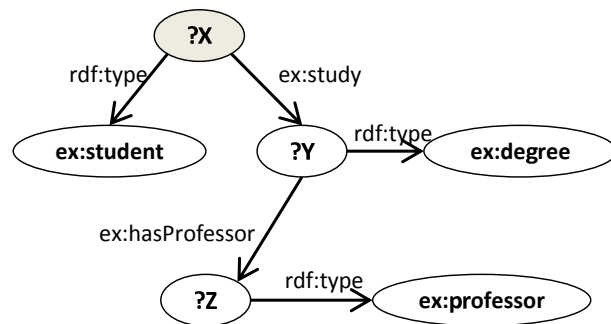 ?X
rdf:type
ex:study
ex:student
?Y
rdf:type
ex:degree
ex:hasProfessor
?Z
rdf:type
ex:professor